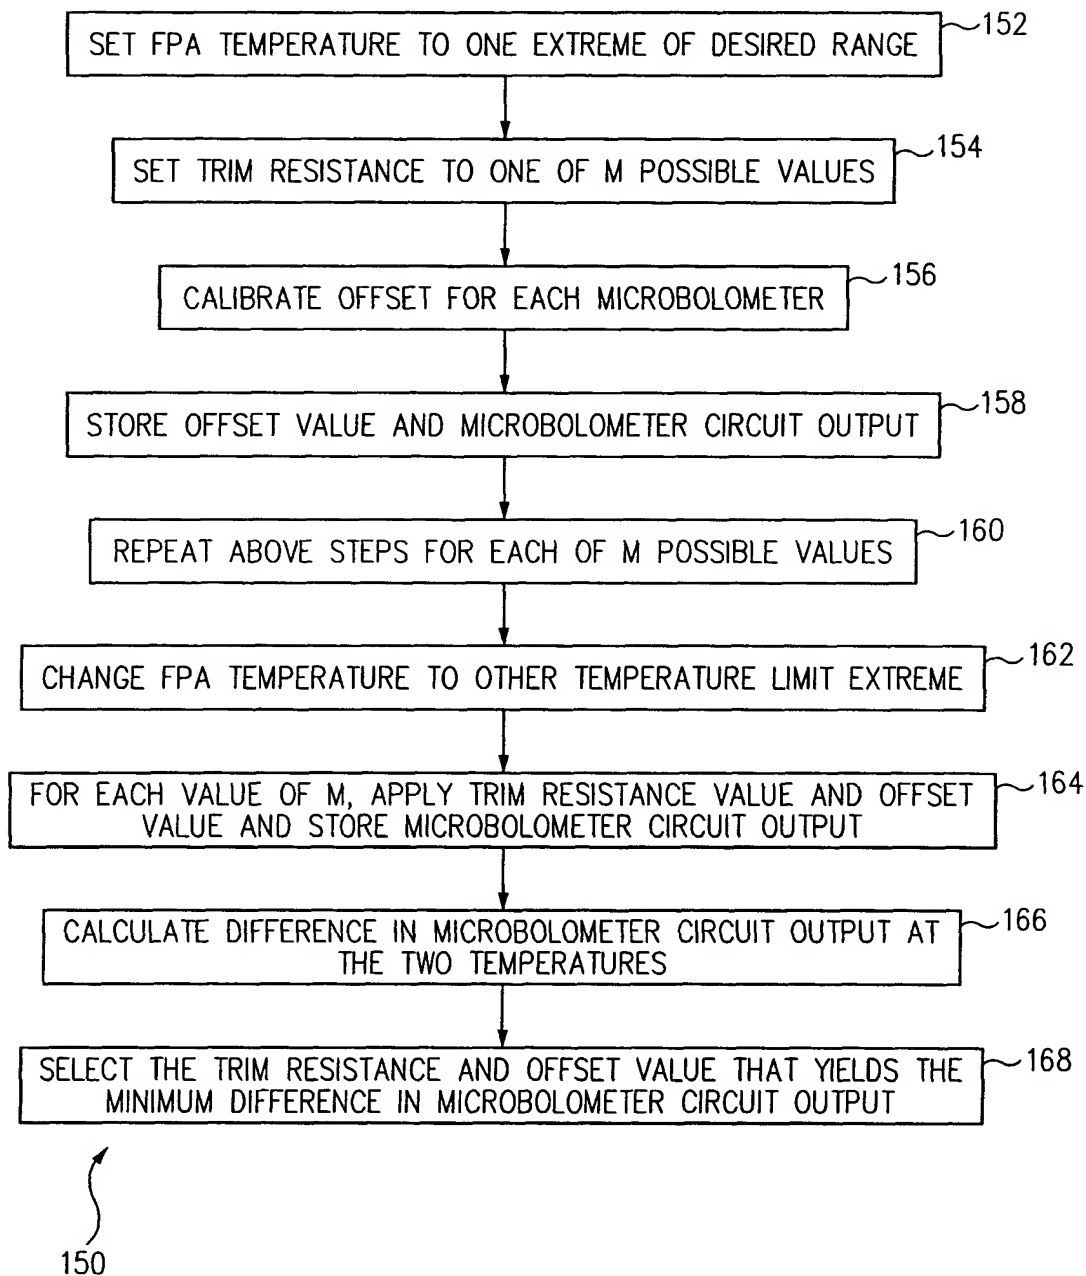 SET FPA TEMPERATURE TO ONE EXTREME OF DESIRED RANGE
152
SET TRIM RESISTANCE TO ONE OF M POSSIBLE VALUES
154
CALIBRATE OFFSET FOR EACH MICROBOLOMETER
156
STORE OFFSET VALUE AND MICROBOLOMETER CIRCUIT OUTPUT
158
REPEAT ABOVE STEPS FOR EACH OF M POSSIBLE VALUES
160
CHANGE FPA TEMPERATURE TO OTHER TEMPERATURE LIMIT EXTREME
162
FOR EACH VALUE OF M, APPLY TRIM RESISTANCE VALUE AND OFFSET
VALUE AND STORE MICROBOLOMETER CIRCUIT OUTPUT
164
CALCULATE DIFFERENCE IN MICROBOLOMETER CIRCUIT OUTPUT AT
THE TWO TEMPERATURES
166
SELECT THE TRIM RESISTANCE AND OFFSET VALUE THAT YIELDS THE
MINIMUM DIFFERENCE IN MICROBOLOMETER CIRCUIT OUTPUT
168
150